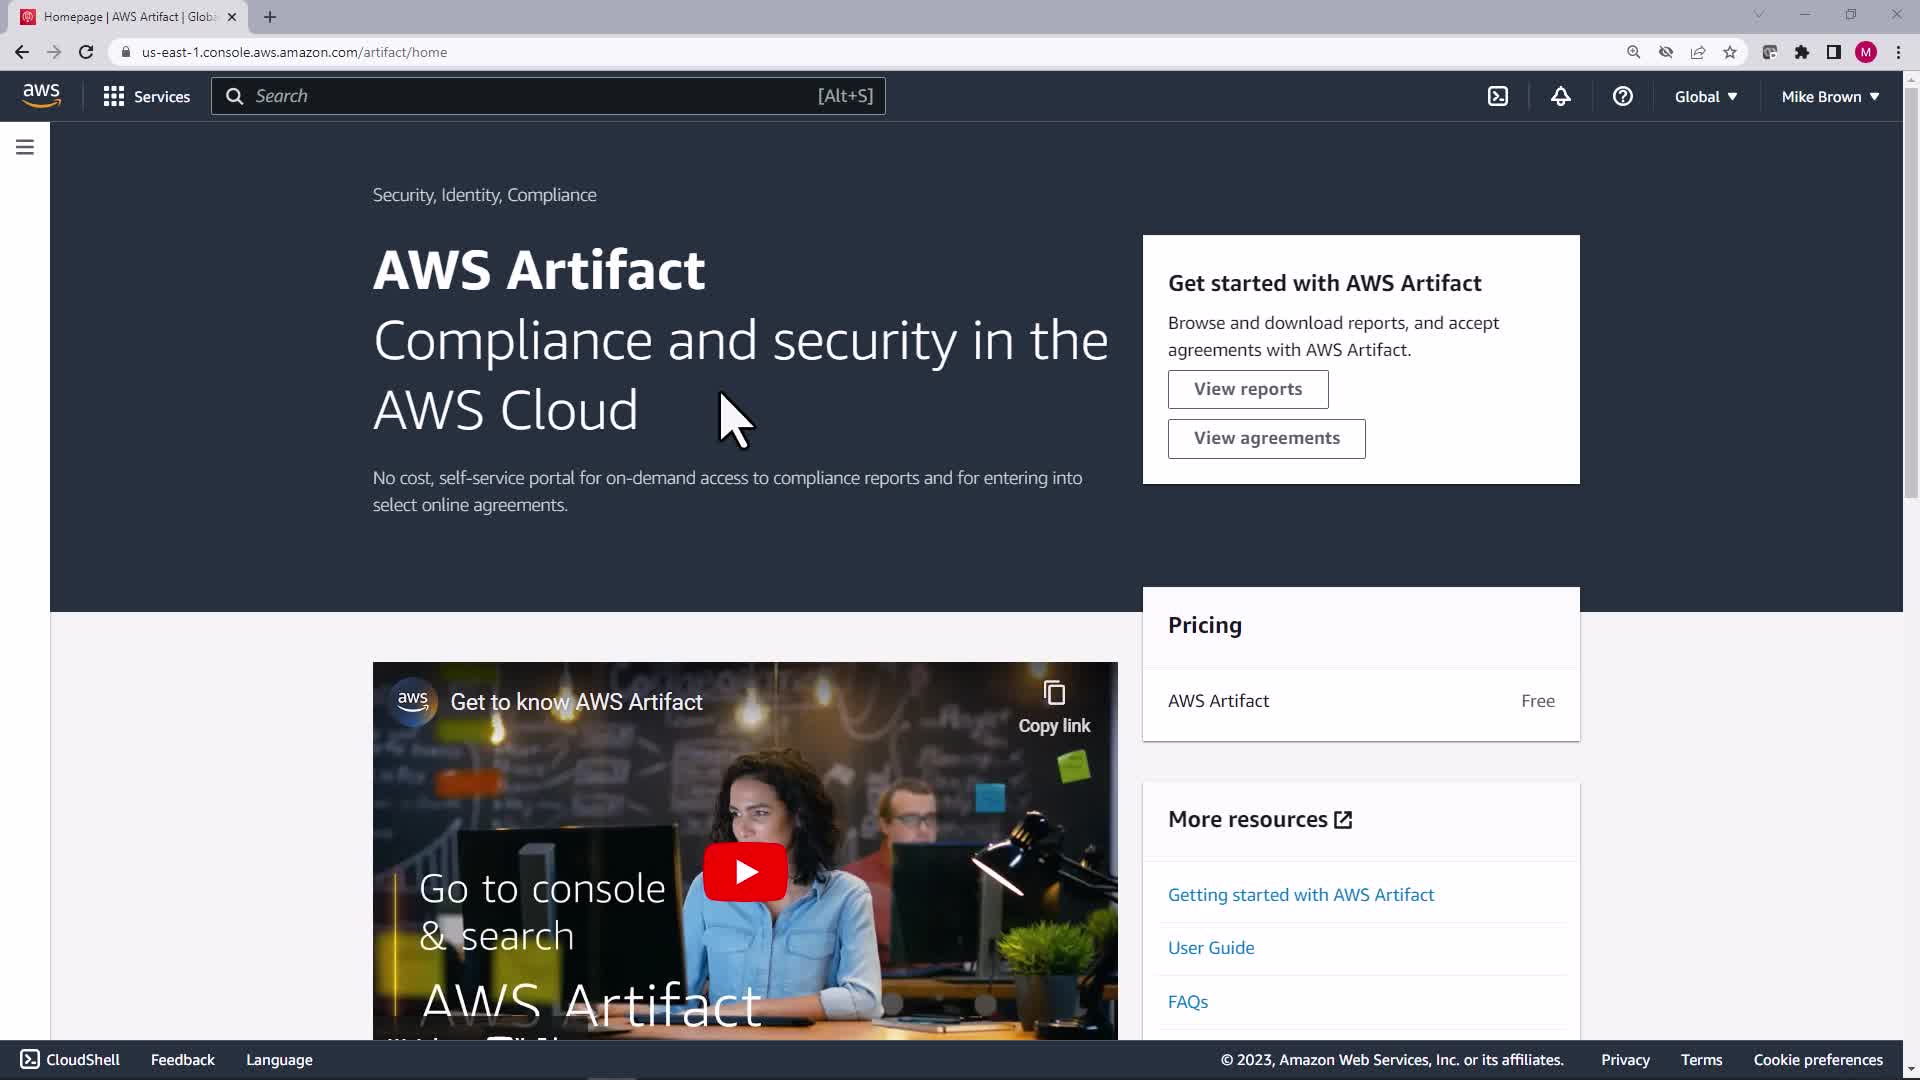 Homepage | AWS Artifact | Globa
us-east-1.console.aws.amazon.com/artifact/home
M
aws
Services
Search
[Alt+S]
Global
Mike Brown
Security, Identity, Compliance
AWS Artifact
Compliance and security in the
AWS Cloud
No cost, self-service portal for on-demand access to compliance reports and for entering into
select online agreements.
Get started with AWS Artifact
Browse and download reports, and accept
agreements with AWS Artifact.
View reports
View agreements
Pricing
AWS Artifact Free
aws
Get to know AWS Artifact
Copy link
Go to console
& search
AWS Artifact
More resources
Getting started with AWS Artifact
User Guide
FAQs
CloudShell
Feedback
Language
© 2023, Amazon Web Services, Inc. or its affiliates.
Privacy
Terms
Cookie preferences